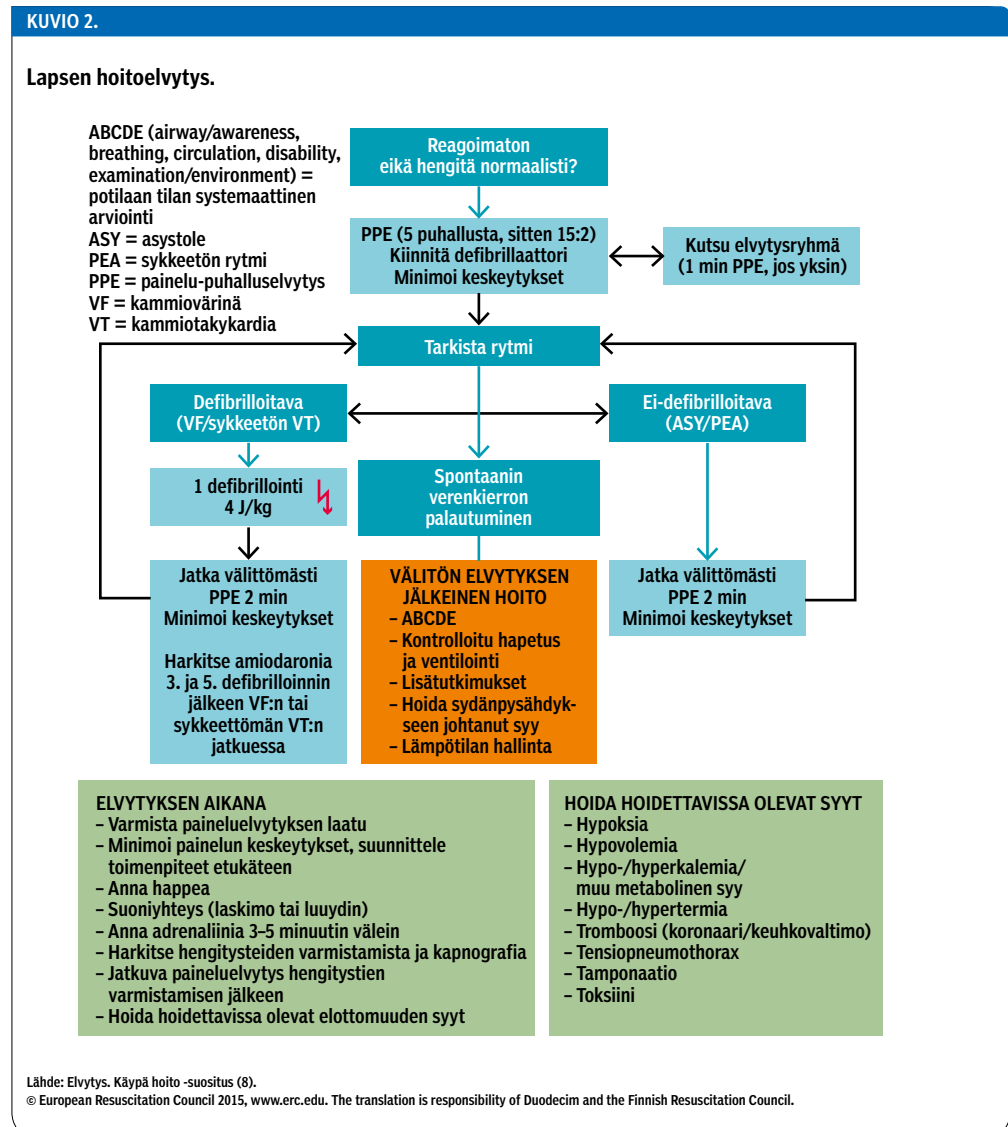 KUVIO 2.
Lapsen hoitoelvytys.
ABCDE (airway/awareness,
breathing, circulation, disability,
examination/environment) =
potilaan tilan systemaattinen
arviointi
ASY = asystole
PEA = sykkeetön rytmi
PPE = painelu-puhalluselvytys
VF = kammiovärinä
VT = kammiotakykardia
Reagoimaton
eikä hengitä normaalisti?
PPE (5 puhallusta, sitten 15:2)
Kiinnitä defibrillaattori
Minimoi keskeytykset
Kutsu elvytysryhmä
(1 min PPE, jos yksin)
Tarkista rytmi
Defibrilloitava
(VF/sykkeetön VT)
Ei-defibrilloitava
(ASY/PEA)
1 defibrillointi
4 J/kg
Spontaanin
verenkierron
palautuminen
Jatka välittömästi
PPE 2 min
Minimoi keskeytykset
Harkitse amiodaronia
3. ja 5. defibrilloinnin
jälkeen VF:n tai
sykkeettömän VT:n
jatkuessa
VÄLITÖN ELVYTYKSEN
JÄLKEINEN HOITO
– ABCDE
– Kontrolloitu hapetus
ja ventilointi
– Lisätutkimukset
– Hoida sydänpysähdyk-
seen johtanut syy
– Lämpötilan hallinta
Jatka välittömästi
PPE 2 min
Minimoi keskeytykset
ELVYTYKSEN AIKANA
– Varmista paineluelvytyksen laatu
– Minimoi painelun keskeytykset, suunnittele
toimenpiteet etukäteen
– Anna happea
– Suoniyhteys (laskimo tai luuydin)
– Anna adrenaliinia 3–5 minuutin välein
– Harkitse hengitysteiden varmistamista ja kapnografia
– Jatkuva paineluelvytys hengitystien
varmistamisen jälkeen
– Hoida hoidettavissa olevat elottomuuden syyt
HOIDA HOIDETTAVISSA OLEVAT SYYT
– Hypoksia
– Hypovolemia
– Hypo-/hyperkalemia/
muu metabolinen syy
– Hypo-/hypertermia
– Tromboosi (koronaari/keuhkovaltimo)
– Tensiopneumothorax
– Tamponaatio
– Toksiini
Lähde: Elvytys. Käypä hoito -suositus (8).
© European Resuscitation Council 2015, www.erc.edu. The translation is responsibility of Duodecim and the Finnish Resuscitation Council.